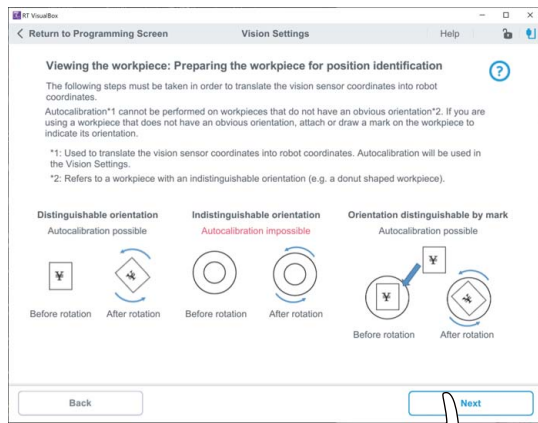 RT VisualBox
Return to Programming Screen
Vision Settings
Help
Viewing the workpiece: Preparing the workpiece for position identification
?
The following steps must be taken in order to translate the vision sensor coordinates into robot
coordinates.
Autocalibration*1 cannot be performed on workpieces that do not have an obvious orientation*2. If you are
using a workpiece that does not have an obvious orientation, attach or draw a mark on the workpiece to
indicate its orientation.
*1: Used to translate the vision sensor coordinates into robot coordinates. Autocalibration will be used in
the Vision Settings.
*2: Refers to a workpiece with an indistinguishable orientation (e.g. a donut shaped workpiece).
Distinguishable orientation
Autocalibration possible
¥
¥
Before rotation
After rotation
Indistinguishable orientation
Autocalibration impossible
Before rotation
After rotation
Orientation distinguishable by mark
Autocalibration possible
¥
¥
¥
Before rotation
After rotation
Back
Next